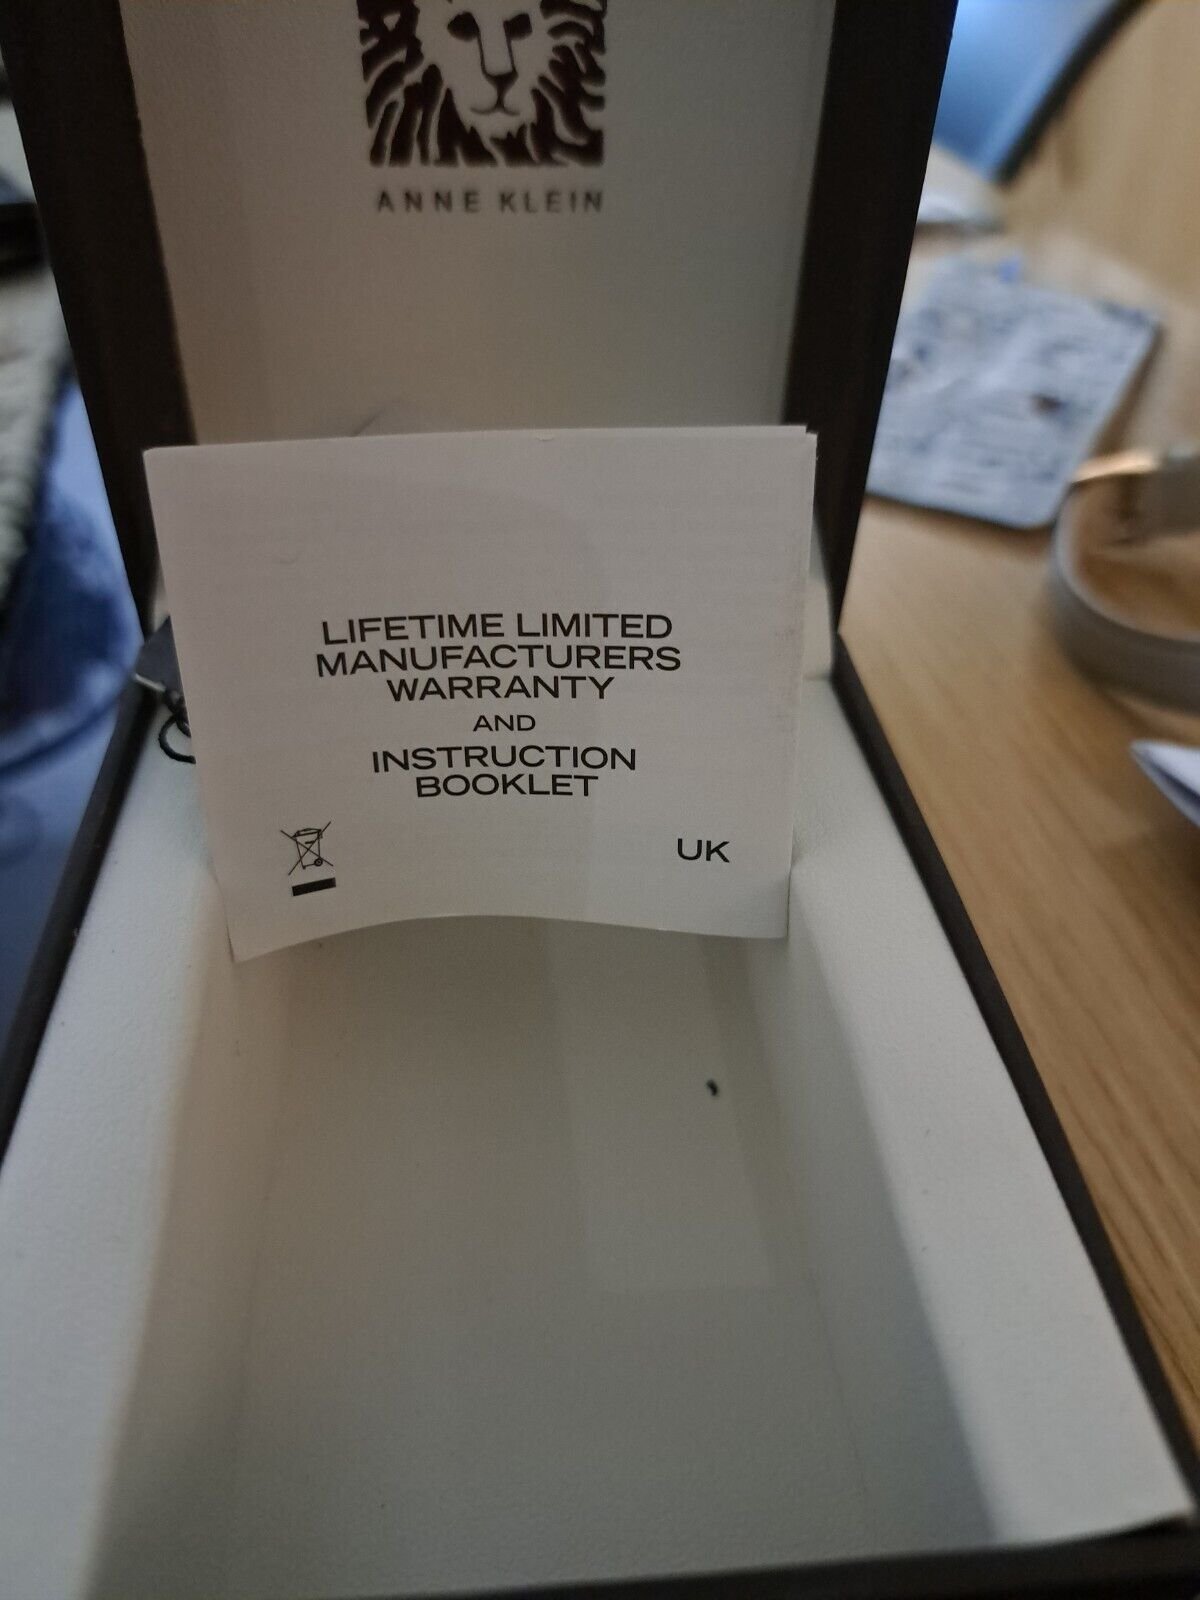 ANNE KLEIN
LIFETIME LIMITED
MANUFACTURERS
WARRANTY
AND
INSTRUCTION
BOOKLET
UK